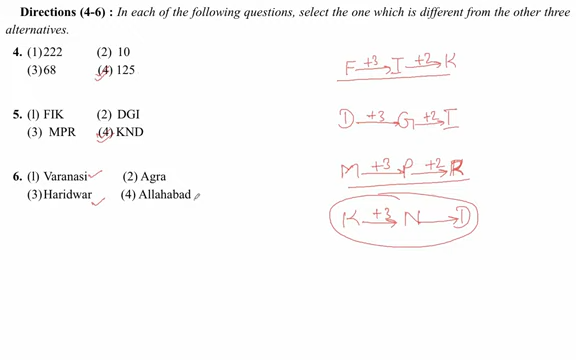 Directions (4-6) : In each of the following questions, select the one which is different from the other three
alternatives.
4. (1) 222 (2) 10
(3) 68 (4) 125
5. (l) FIK (2) DGI
(3) MPR (4) KND
6. (l) Varanasi (2) Agra
(3) Haridwar (4) Allahabad
F +3 I +2 K
D +3 G +2 I
M +3 P +2 R
K +3 N D